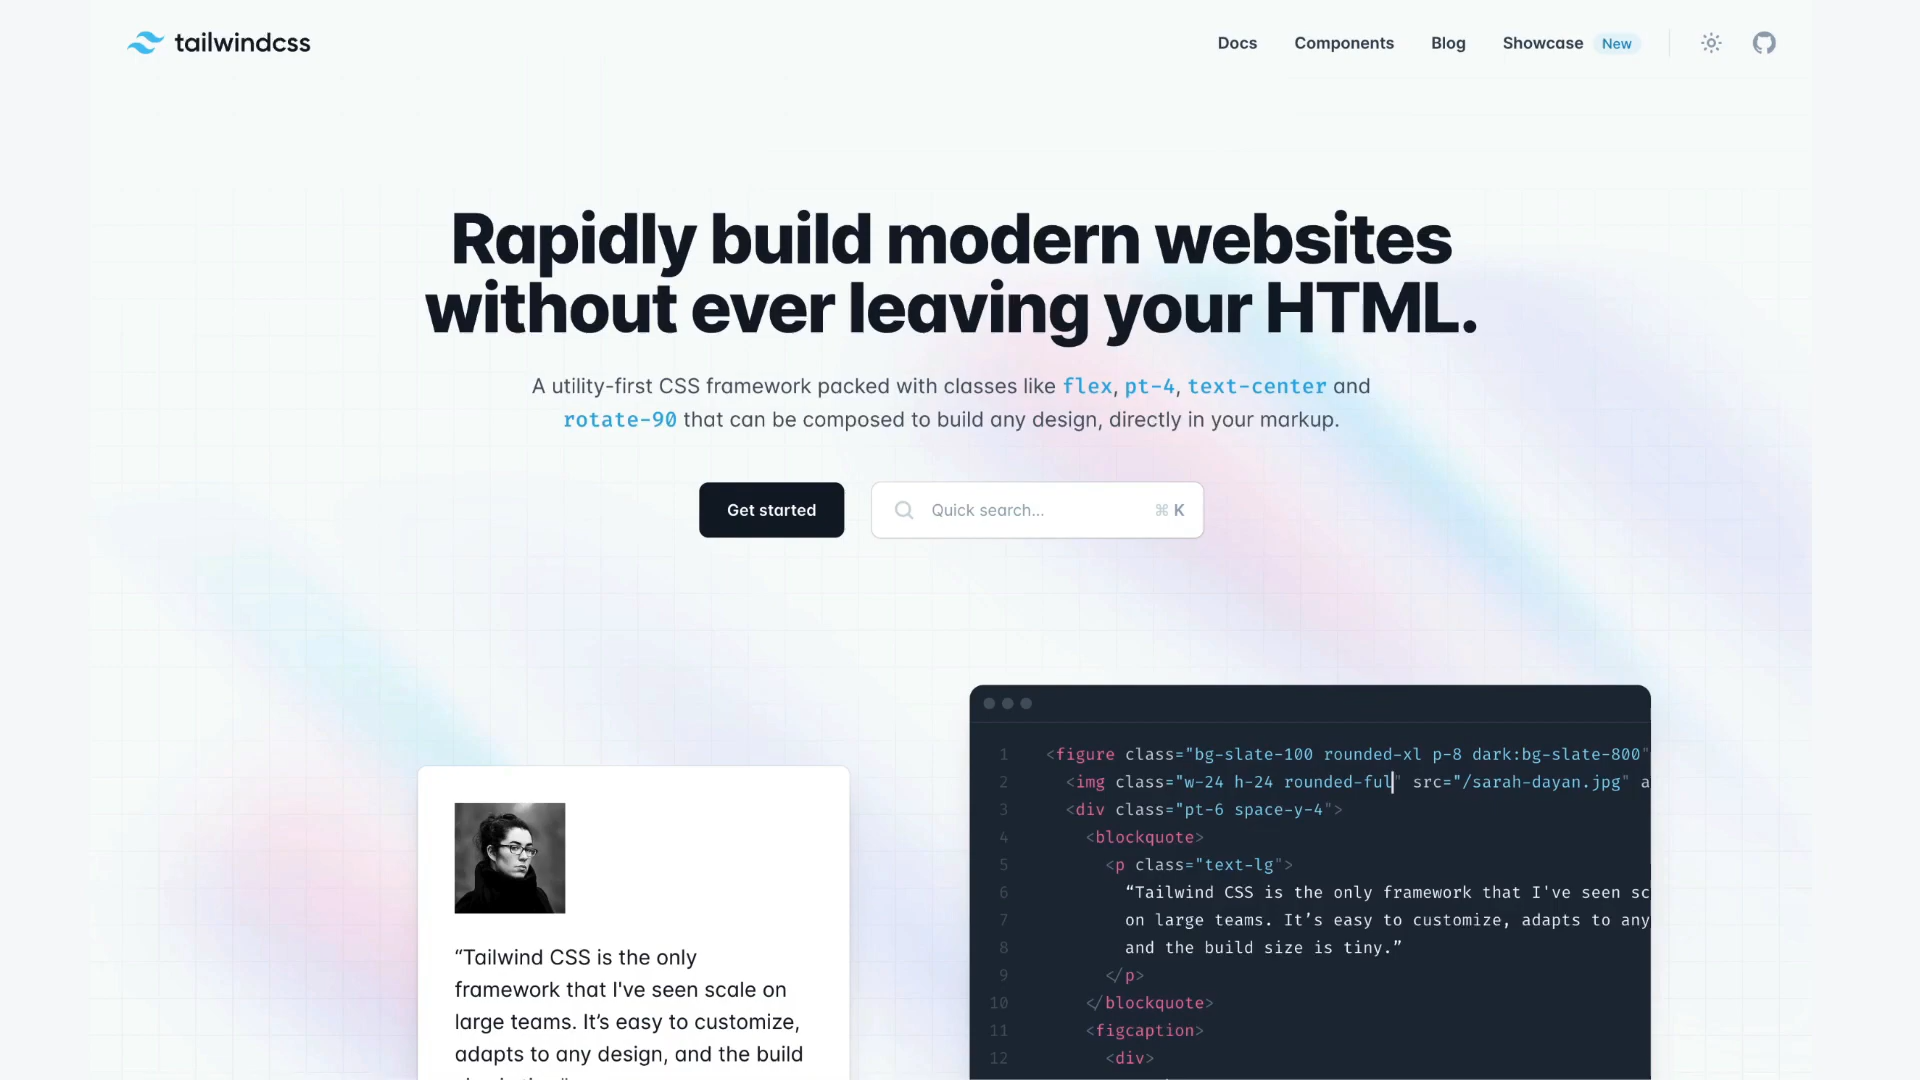 tailwindcss
Docs
Components
Blog
Showcase New
Rapidly build modern websites
without ever leaving your HTML.
A utility-first CSS framework packed with classes like flex, pt-4, text-center and
rotate-90 that can be composed to build any design, directly in your markup.
Get started
Quick search...
⌘ K
“Tailwind CSS is the only
framework that I've seen scale on
large teams. It’s easy to customize,
adapts to any design, and the build
1 <figure class="bg-slate-100 rounded-xl p-8 dark:bg-slate-800"
2 <img class="w-24 h-24 rounded-ful" src="/sarah-dayan.jpg" a
3 <div class="pt-6 space-y-4">
4 <blockquote>
5 <p class="text-lg">
6 “Tailwind CSS is the only framework that I've seen sc
7 on large teams. It’s easy to customize, adapts to any
8 and the build size is tiny.”
9 </p>
10 </blockquote>
11 <figcaption>
12 <div>